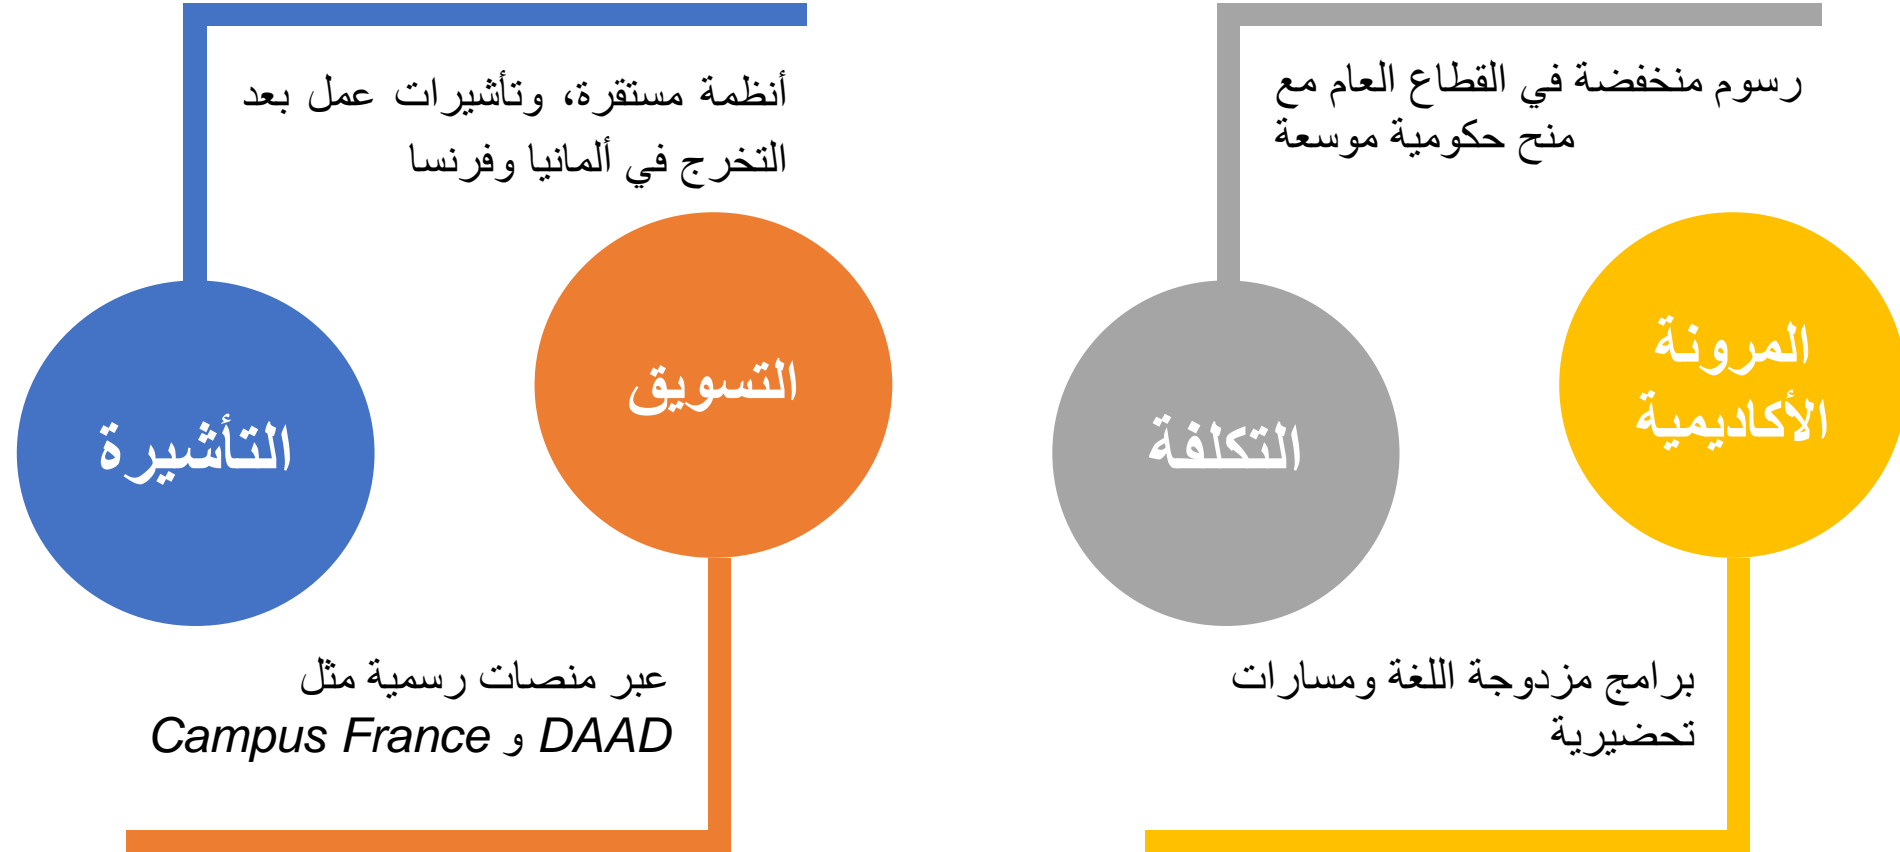 رسوم منخفضة في القطاع العام مع
منح حكومية موسعة
المرونة
الأكاديمية
التكلفة
برامج مزدوجة اللغة ومسارات
تحضيرية
أنظمة مستقرة، وتأشيرات عمل بعد
التخرج في ألمانيا وفرنسا
التسويق
التأشيرة
عبر منصات رسمية مثل
DAAD و Campus France